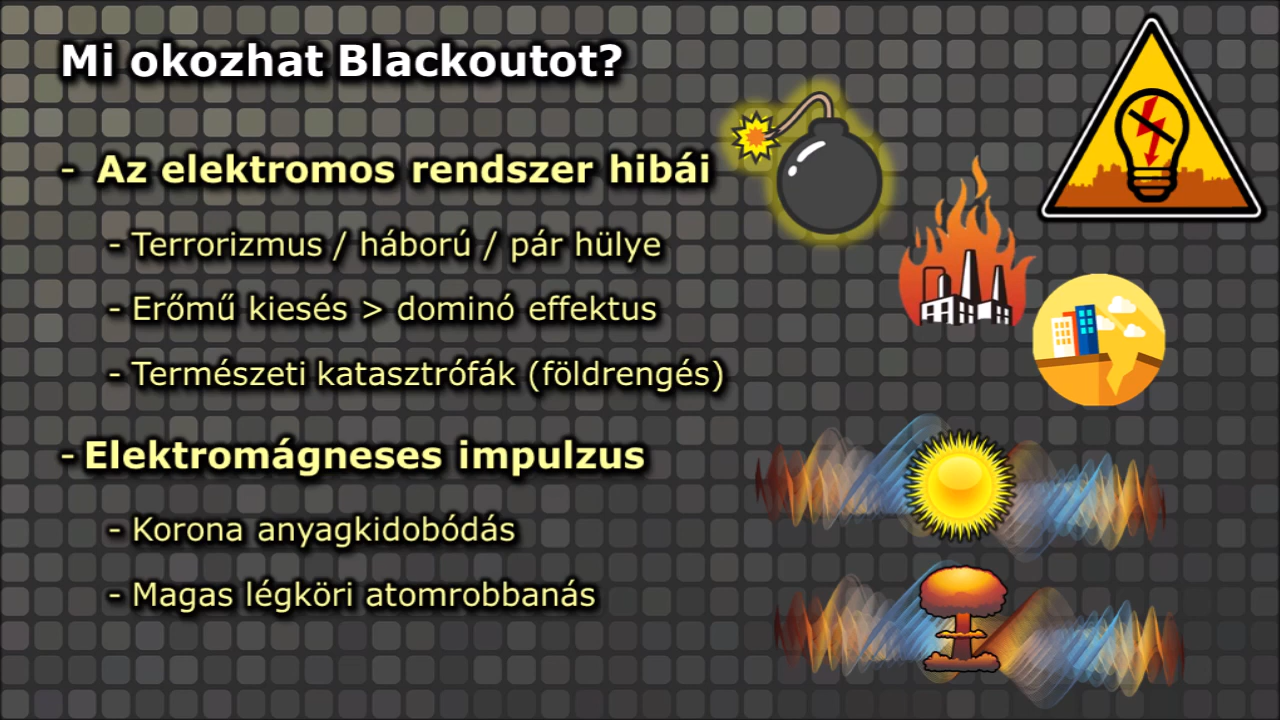 Mi okozhat Blackoutot?
- Az elektromos rendszer hibái
- Terrorizmus / háború / pár hülye
- Erőmű kiesés > dominó effektus
- Természeti katasztrófák (földrengés)
- Elektromágneses impulzus
- Korona anyagkidobódás
- Magas légköri atomrobbanás